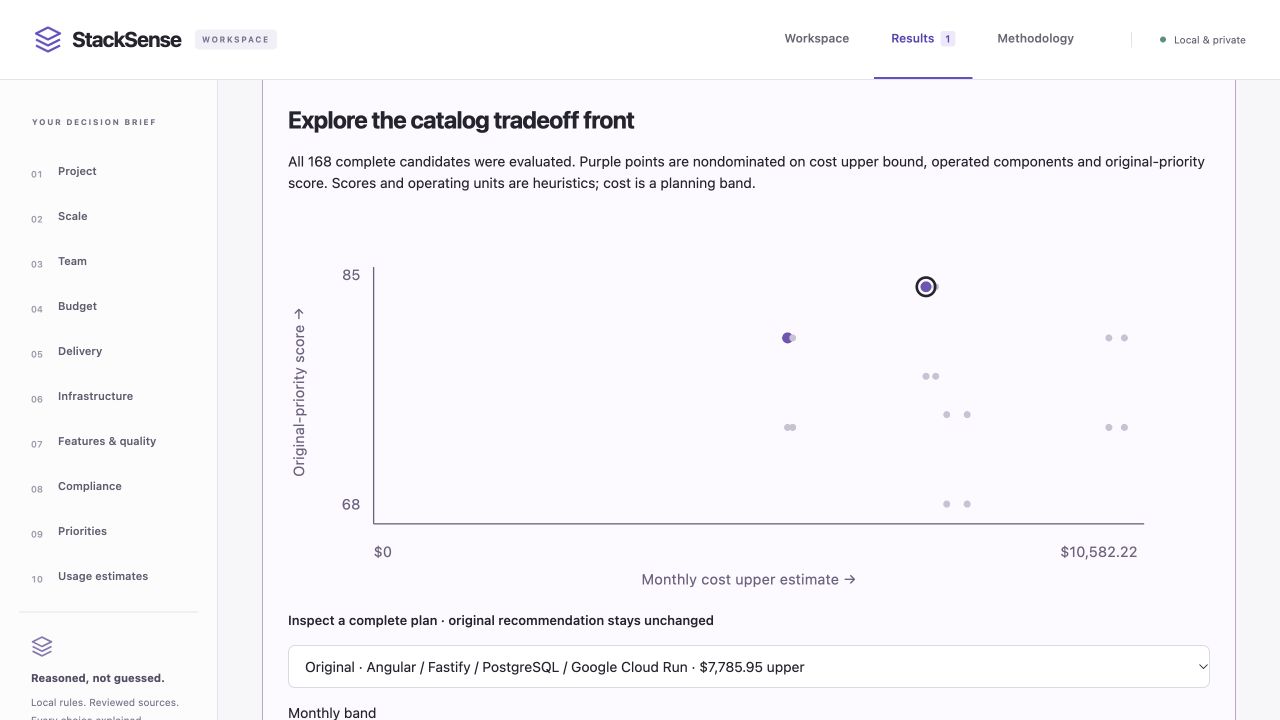 StackSense
WORKSPACE
Workspace
Results 1
Methodology
Local & private
YOUR DECISION BRIEF
01 Project
02 Scale
03 Team
04 Budget
05 Delivery
06 Infrastructure
07 Features & quality
08 Compliance
09 Priorities
10 Usage estimates
Reasoned, not guessed.
Local rules. Reviewed sources.
Every choice explained.
Explore the catalog tradeoff front
All 168 complete candidates were evaluated. Purple points are nondominated on cost upper bound, operated components and original-priority
score. Scores and operating units are heuristics; cost is a planning band.
85
Original-priority score →
68
$0
$10,582.22
Monthly cost upper estimate →
Inspect a complete plan · original recommendation stays unchanged
Original · Angular / Fastify / PostgreSQL / Google Cloud Run · $7,785.95 upper
Monthly band